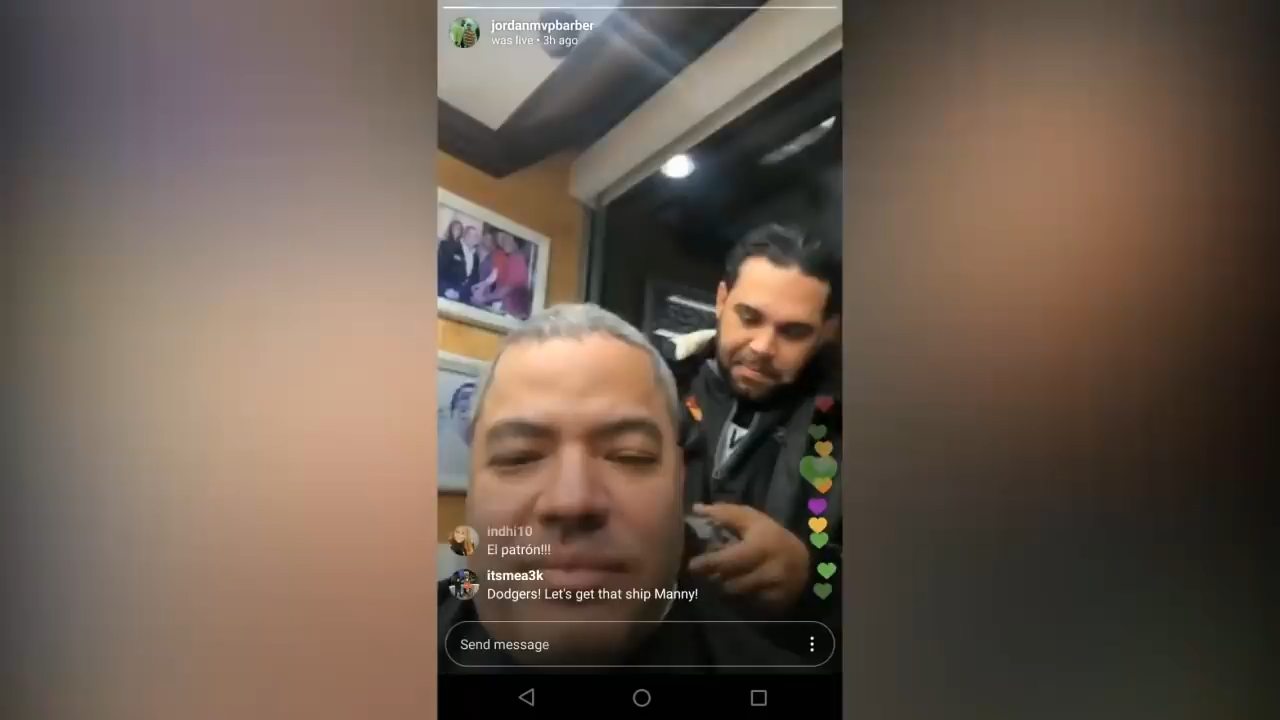 jordanmvpbarber
was live • 3h ago
indhi10
El patrón!!!
itsmea3k
Dodgers! Let's get that ship Manny!
Send message